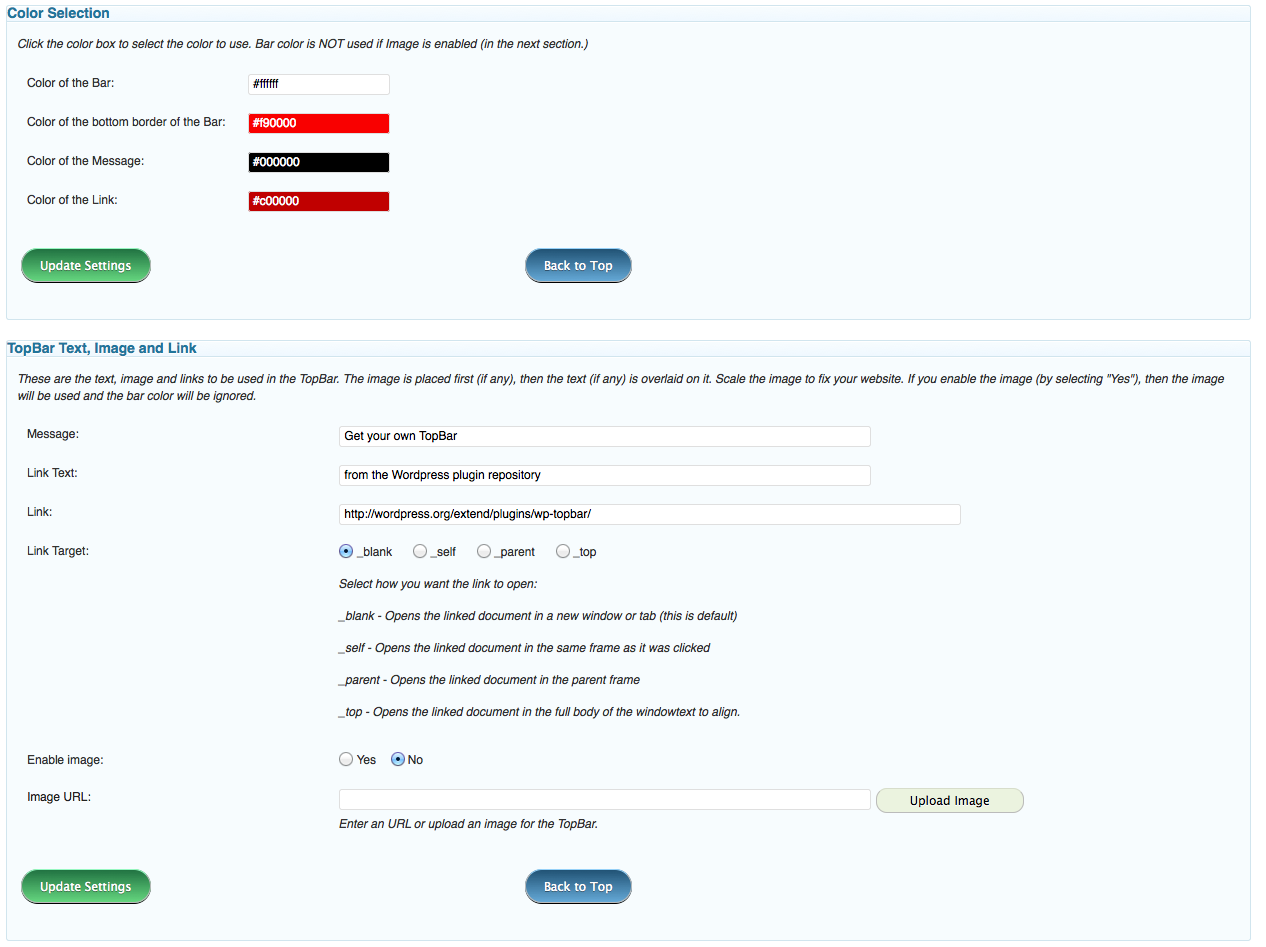 Color Selection
Click the color box to select the color to use. Bar color is NOT used if Image is enabled (in the next section.)
Color of the Bar: #ffffff
Color of the bottom border of the Bar: #f90000
Color of the Message: #000000
Color of the Link: #c00000
Update Settings Back to Top
TopBar Text, Image and Link
These are the text, image and links to be used in the TopBar. The image is placed first (if any), then the text (if any) is overlaid on it. Scale the image to fix your website. If you enable the image (by selecting "Yes"), then the image
will be used and the bar color will be ignored.
Message: Get your own TopBar
Link Text: from the Wordpress plugin repository
Link: http://wordpress.org/extend/plugins/wp-topbar/
Link Target: _blank _self _parent _top
Select how you want the link to open:
_blank - Opens the linked document in a new window or tab (this is default)
_self - Opens the linked document in the same frame as it was clicked
_parent - Opens the linked document in the parent frame
_top - Opens the linked document in the full body of the windowtext to align.
Enable image: Yes No
Image URL: Upload Image
Enter an URL or upload an image for the TopBar.
Update Settings Back to Top